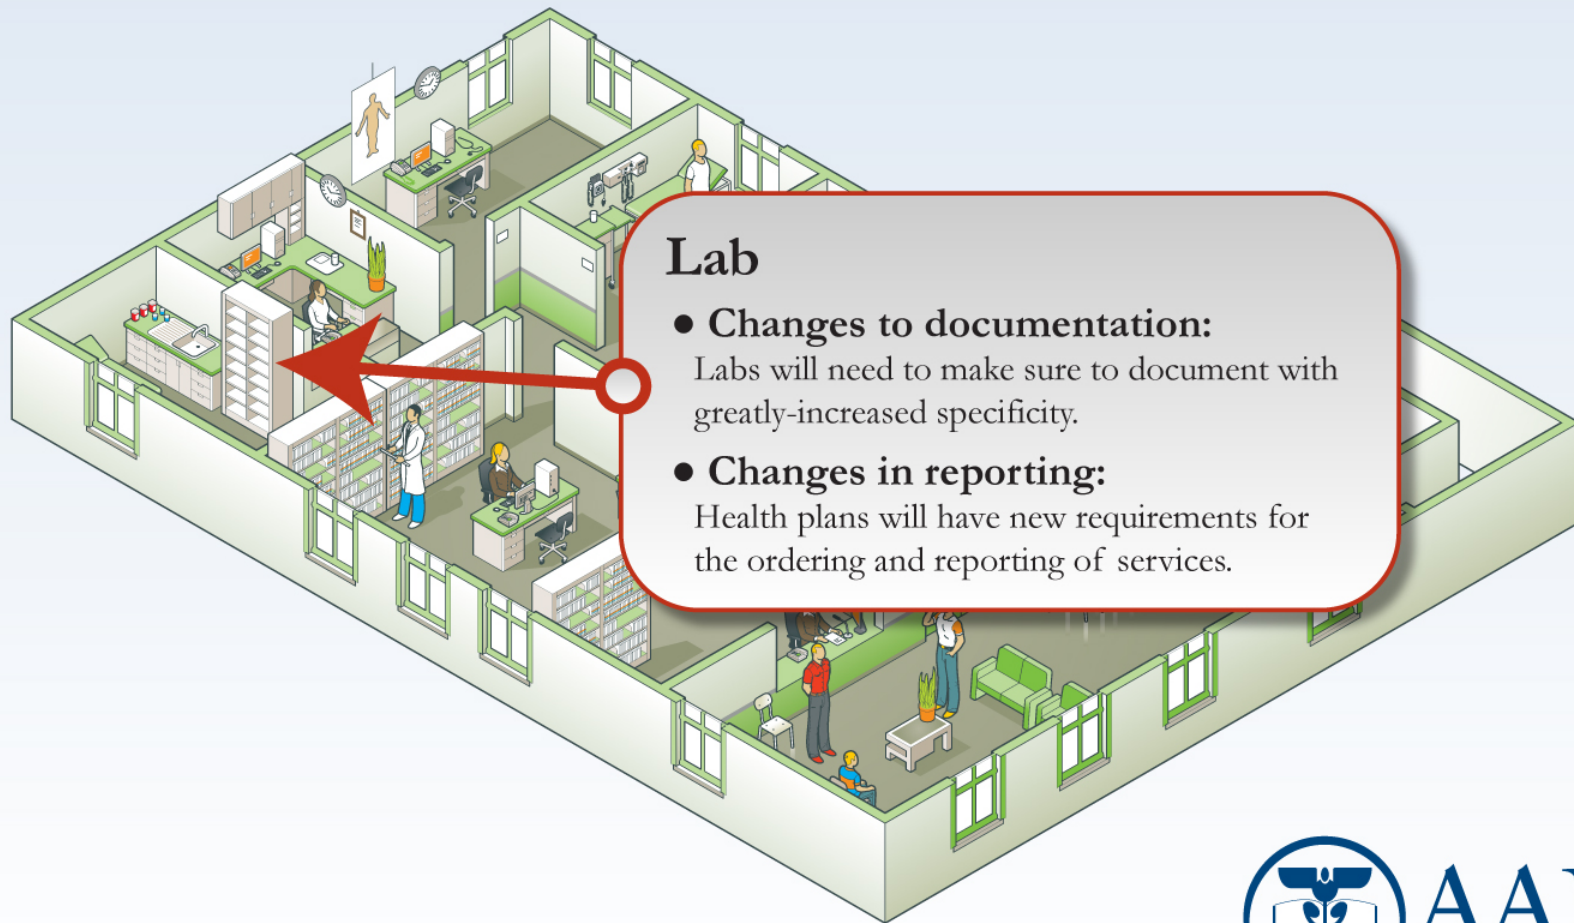 Lab
● Changes to documentation:
Labs will need to make sure to document with
greatly-increased specificity.
● Changes in reporting:
Health plans will have new requirements for
the ordering and reporting of services.